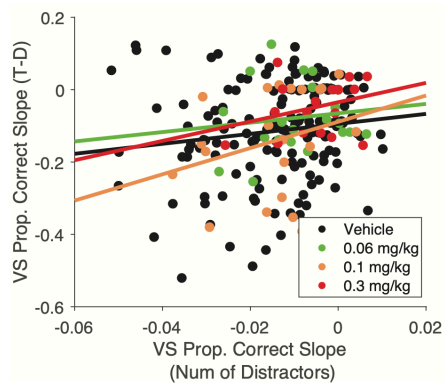 0.2
0
-0.2
-0.4
-0.6
VS Prop. Correct Slope (T-D)
Vehicle
0.06 mg/kg
0.1 mg/kg
0.3 mg/kg
-0.06 -0.04 -0.02 0 0.02
VS Prop. Correct Slope
(Num of Distractors)